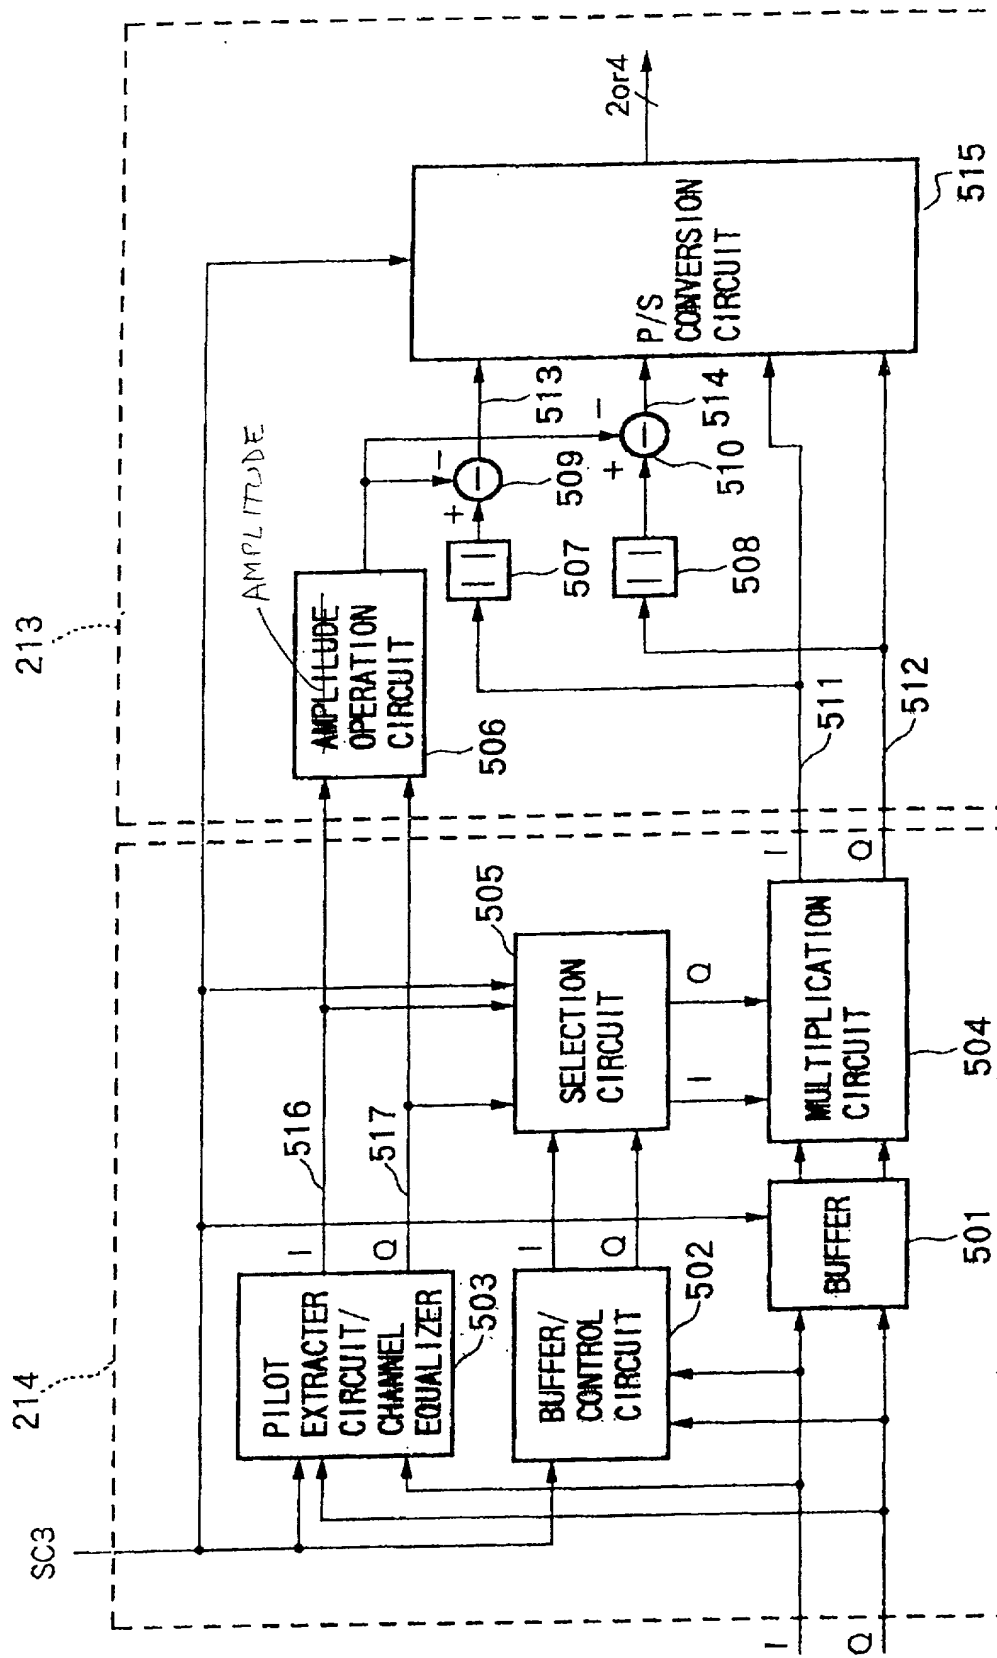 SC3
214
213
PILOT
EXTRACTER
CIRCUIT/
CHANNEL
EQUALIZER
503
I
516
Q
517
AMPLITUDE
AMPLILUDE
OPERATION
CIRCUIT
506
BUFFER/
CONTROL
CIRCUIT
502
I
Q
SELECTION
CIRCUIT
505
I
Q
| |
507
+
-
-
509
513
| |
508
+
-
-
510
514
P/S
CONVERSION
CIRCUIT
515
2or4
I
Q
BUFFER
501
MULTIPLICATION
CIRCUIT
504
I
511
Q
512